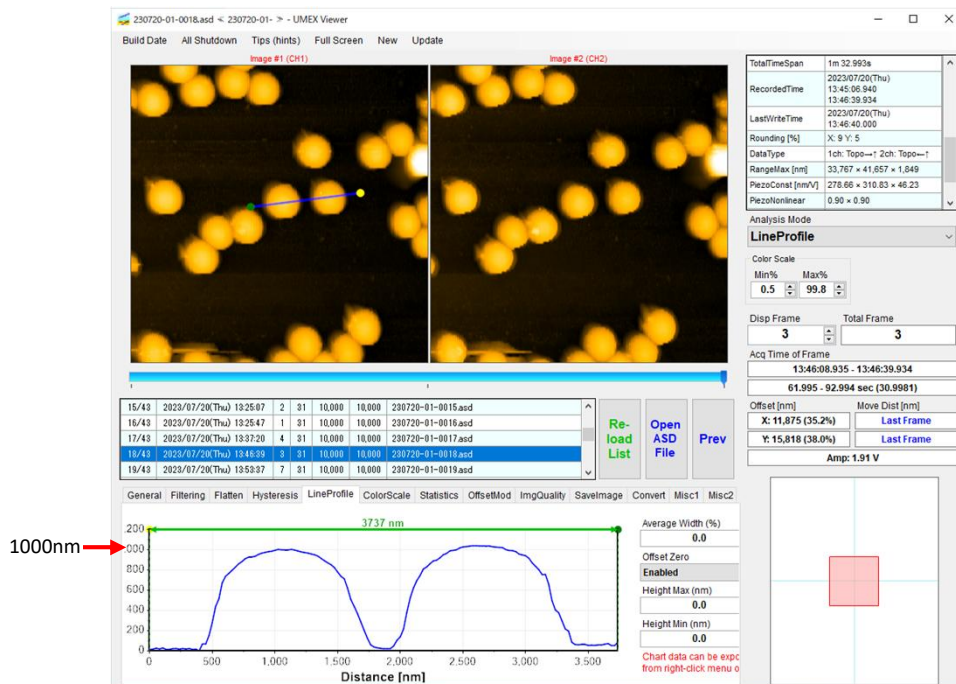 230720-01-0018.asd < 230720-01- > - UMEX Viewer
Build Date All Shutdown Tips (hints) Full Screen New Update
Image #1 (CH1) Image #2 (CH2)
TotalTimeSpan 1m 32.993s
RecordedTime 2023/07/20(Thu)
13:45:06.940
13:46:39.934
LastWriteTime 2023/07/20(Thu)
13:46:40.000
Rounding [%] X: 9 Y: 5
DataType 1ch: Topo→↑ 2ch: Topo←↑
RangeMax [nm] 33,767 × 41,657 × 1,849
PiezoConst [nm/V] 278.66 × 310.83 × 46.23
PiezoNonlinear 0.90 × 0.90
Analysis Mode
LineProfile
Color Scale
Min% Max%
0.5 99.8
Disp Frame Total Frame
3 3
Acq Time of Frame
13:46:08.935 - 13:46:39.934
61.995 - 92.994 sec (30.9981)
Offset [nm] Move Dist [nm]
X: 11,875 (35.2%) Last Frame
Y: 15,818 (38.0%) Last Frame
Amp: 1.91 V
15/43 2023/07/20(Thu) 13:25:07 2 31 10,000 10,000 230720-01-0015.asd
16/43 2023/07/20(Thu) 13:25:47 1 31 10,000 10,000 230720-01-0016.asd
17/43 2023/07/20(Thu) 13:37:20 4 31 10,000 10,000 230720-01-0017.asd
18/43 2023/07/20(Thu) 13:46:39 3 31 10,000 10,000 230720-01-0018.asd
19/43 2023/07/20(Thu) 13:53:37 7 31 10,000 10,000 230720-01-0019.asd
Re-
load
List
Open
ASD
File
Prev
General Filtering Flatten Hysteresis LineProfile ColorScale Statistics OffsetMod ImgQuality SaveImage Convert Misc1 Misc2
3737 nm
1000nm
200
000
800
600
400
200
0
0 500 1,000 1,500 2,000 2,500 3,000 3,500
Distance [nm]
Average Width (%)
0.0
Offset Zero
Enabled
Height Max (nm)
0.0
Height Min (nm)
0.0
Chart data can be expo
from right-click menu o